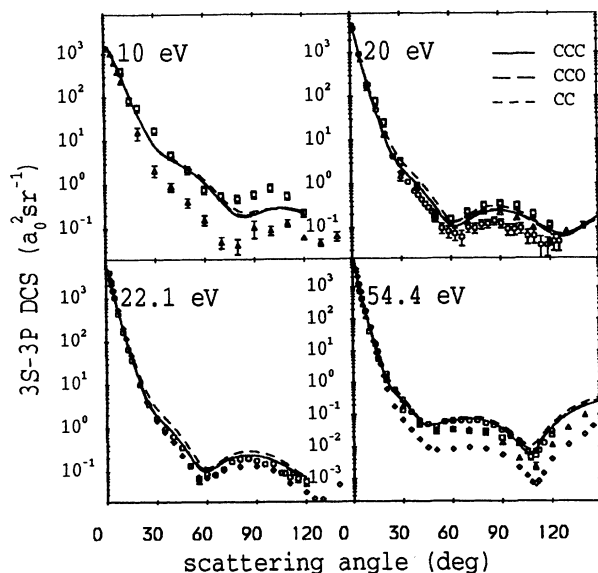 10 eV
20 eV
CCC
CCO
CC
10³
10²
10¹
10⁰
10⁻¹
10³
10²
10¹
10⁰
10⁻¹
22.1 eV
54.4 eV
10³
10²
10¹
10⁰
10⁻¹
10³
10²
10¹
10⁰
10⁻¹
10⁻²
10⁻³
3S-3P DCS (a₀²sr⁻¹)
0 30 60 90 120 0 30 60 90 120
scattering angle (deg)